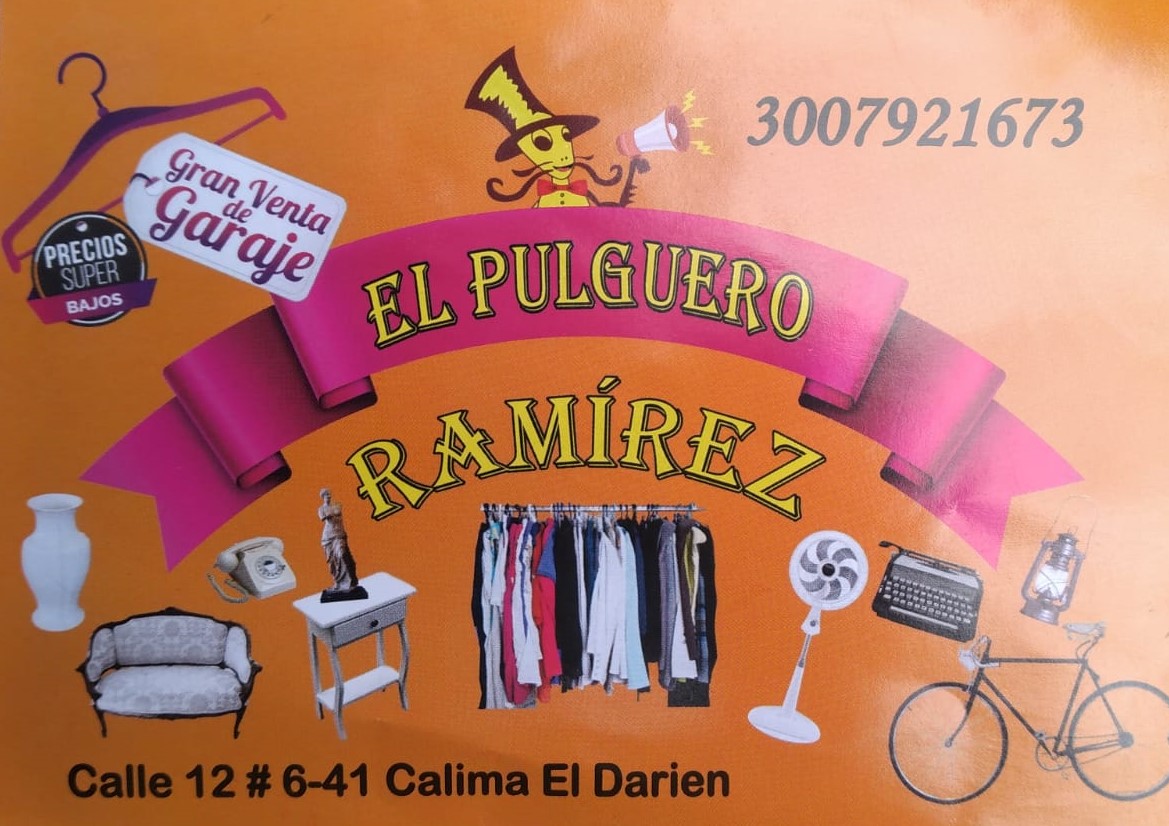 3007921673
Gran Venta
de
Garaje
PRECIOS
SUPER
BAJOS
EL PULGUERO
RAMÍREZ
Calle 12 # 6-41 Calima El Darien